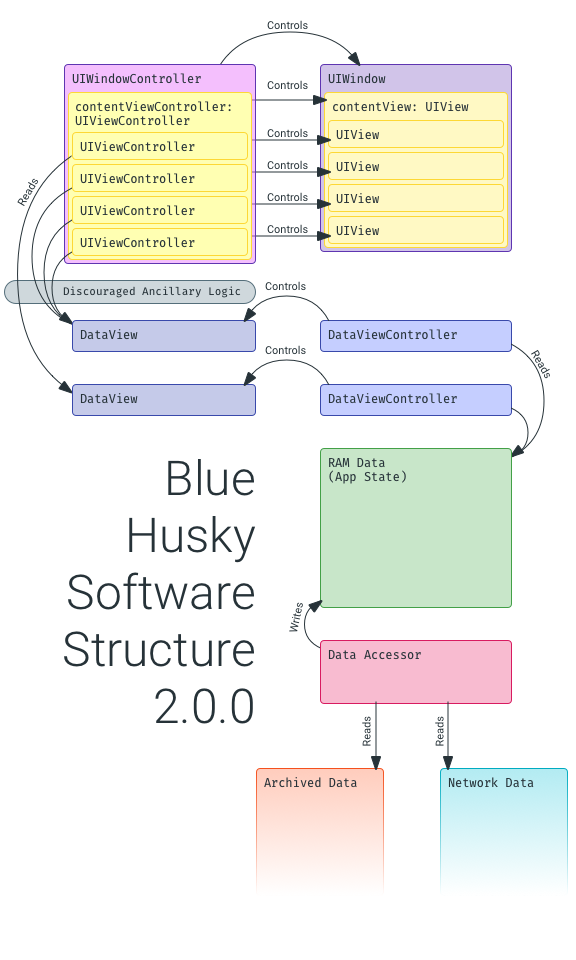 Controls
UIWindowController
UIWindow
contentViewController:
UIViewController
Controls
contentView: UIView
UIViewController
Controls
UIView
UIViewController
Controls
UIView
UIViewController
Controls
UIView
UIViewController
Controls
UIView
Reads
Discouraged Ancillary Logic
Controls
DataView
DataViewController
Controls
Reads
DataView
DataViewController
RAM Data
(App State)
Blue
Husky
Software
Structure
2.0.0
Writes
Data Accessor
Reads
Reads
Archived Data
Network Data